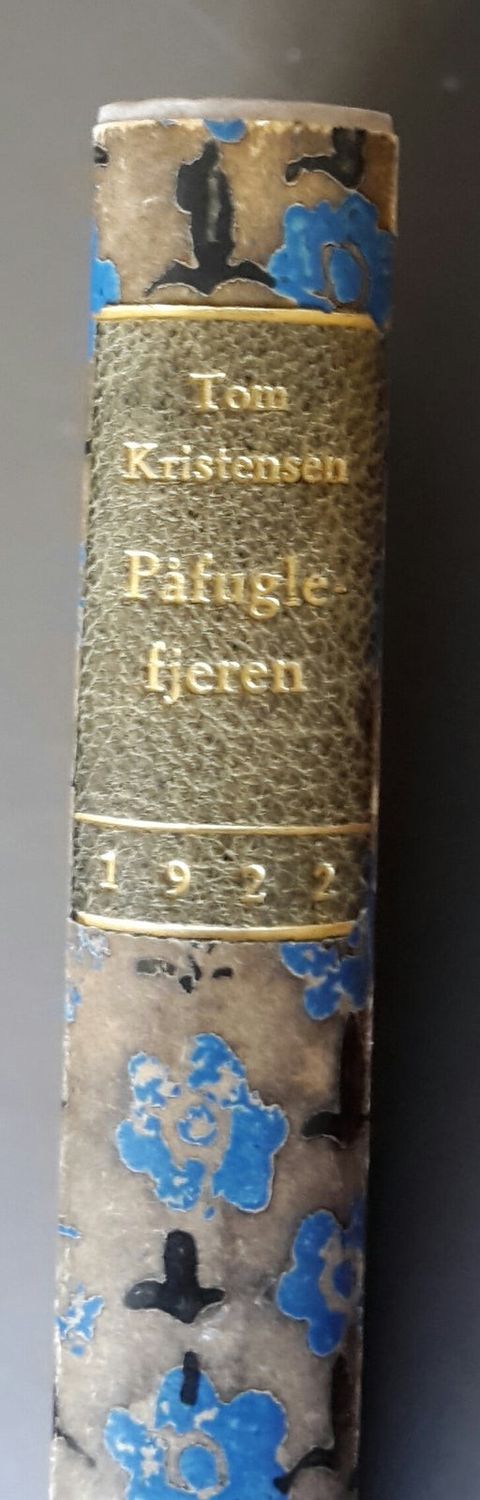 Tom
Kristensen
Påfugle-
fjeren
1922